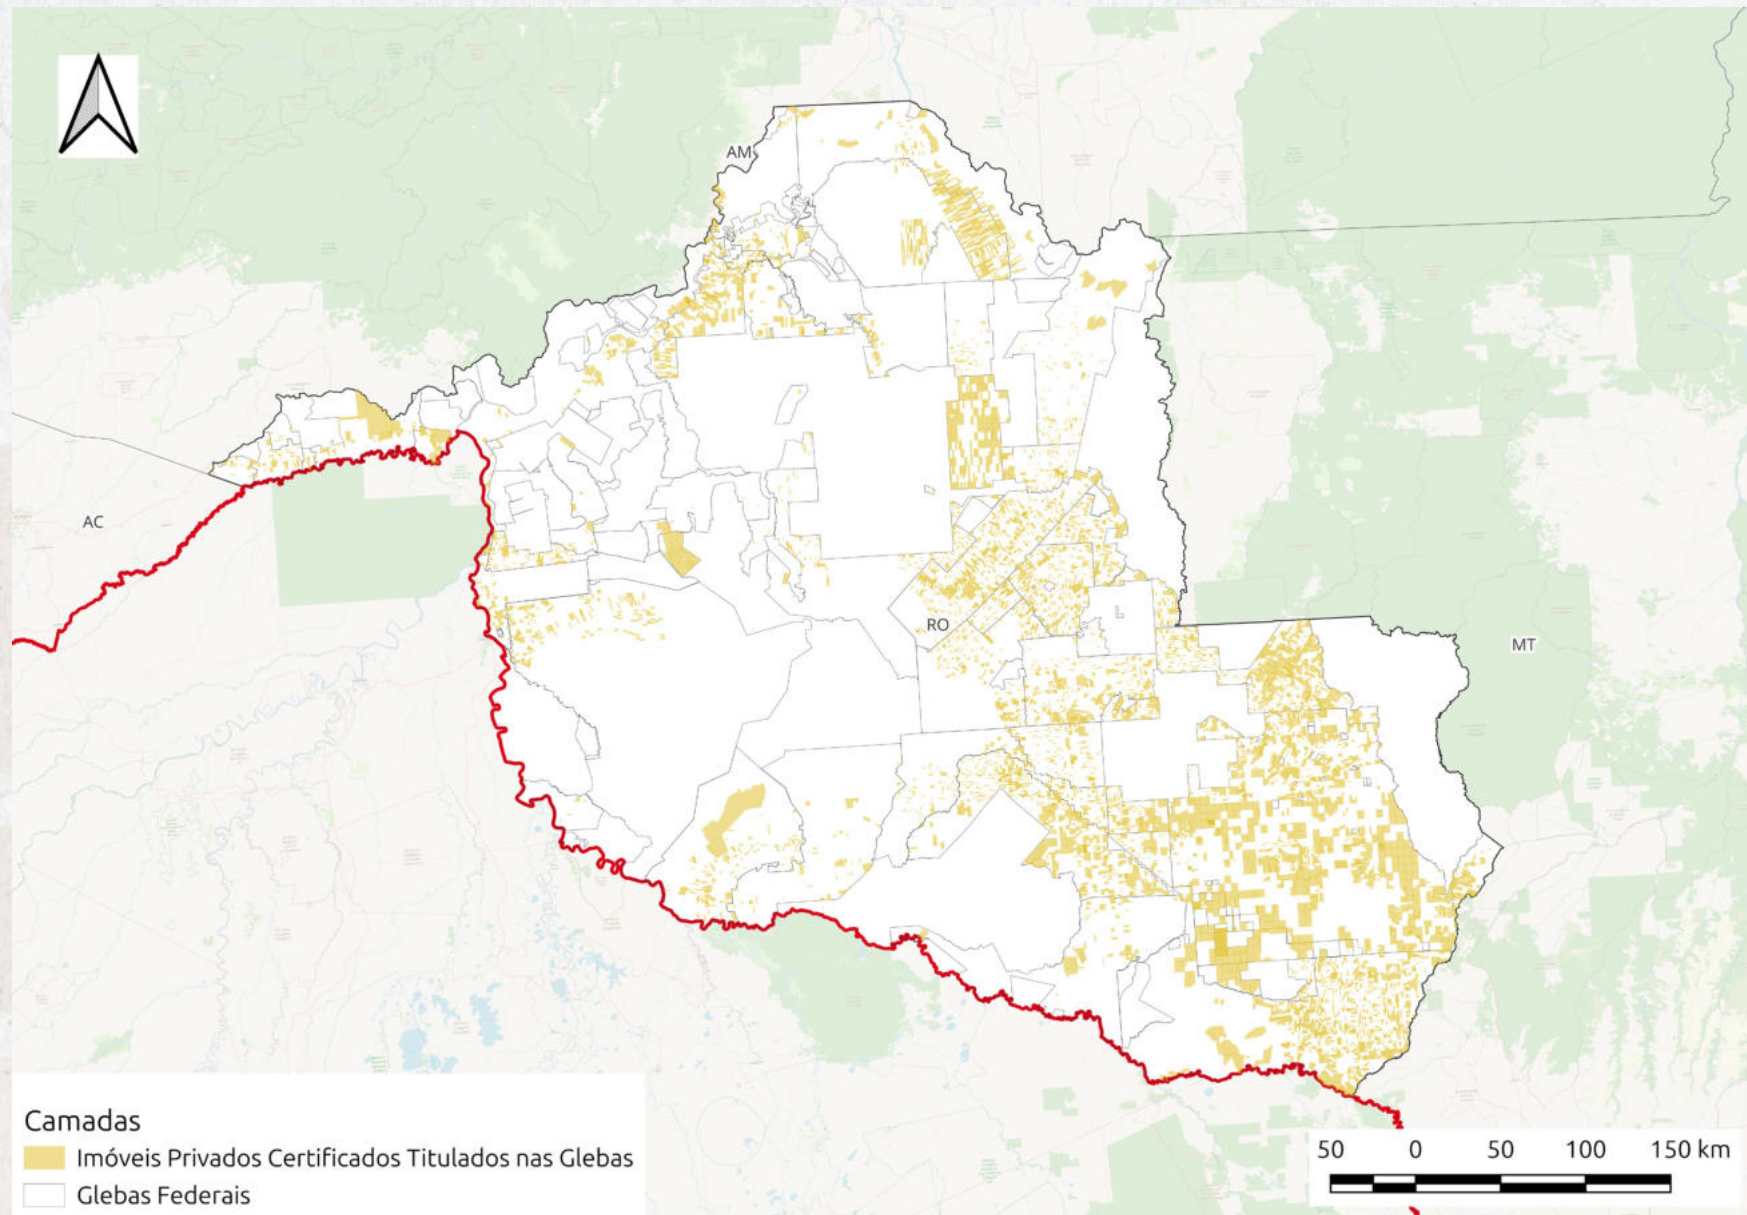 AM
AC
RO
MT
Camadas
Imóveis Privados Certificados Titulados nas Glebas
Glebas Federais
50 0 50 100 150 km